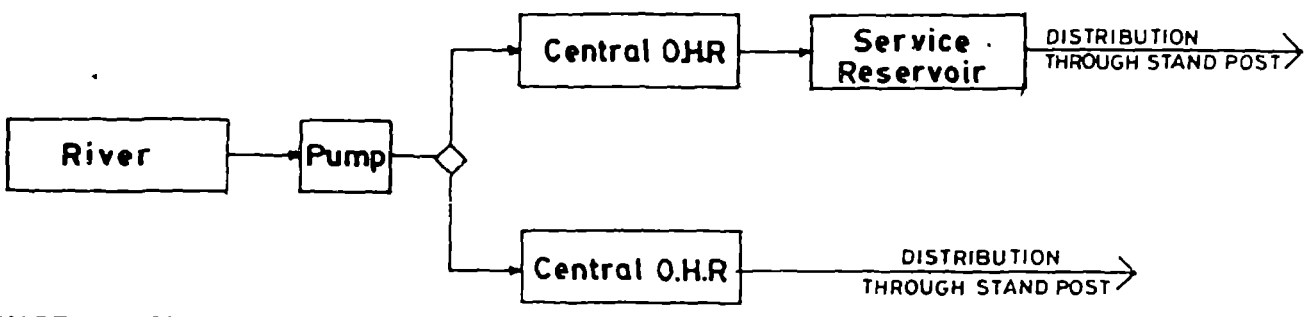 Central O.H.R
Service
Reservoir
DISTRIBUTION
THROUGH STAND POST
River
Pump
Central O.H.R
DISTRIBUTION
THROUGH STAND POST